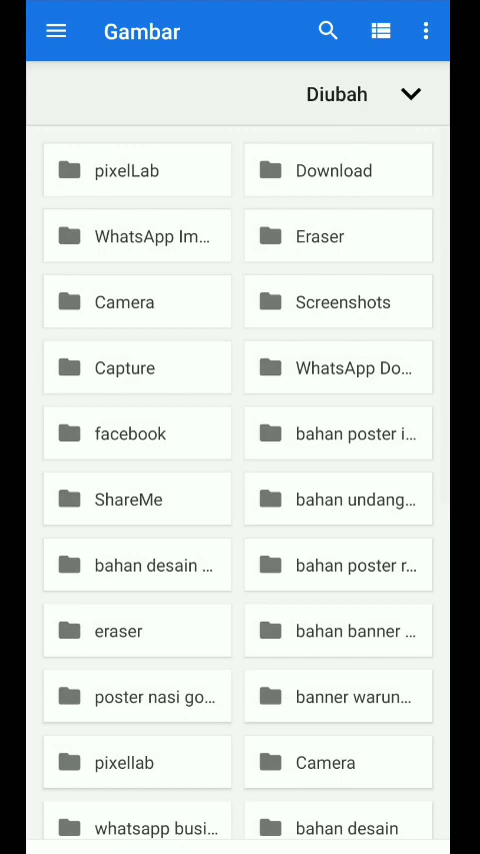 Gambar
Diubah
pixelLab
Download
WhatsApp Im...
Eraser
Camera
Screenshots
Capture
WhatsApp Do...
facebook
bahan poster i...
ShareMe
bahan undang...
bahan desain ...
bahan poster r...
eraser
bahan banner ...
poster nasi go...
banner warun...
pixellab
Camera
whatsapp busi...
bahan desain